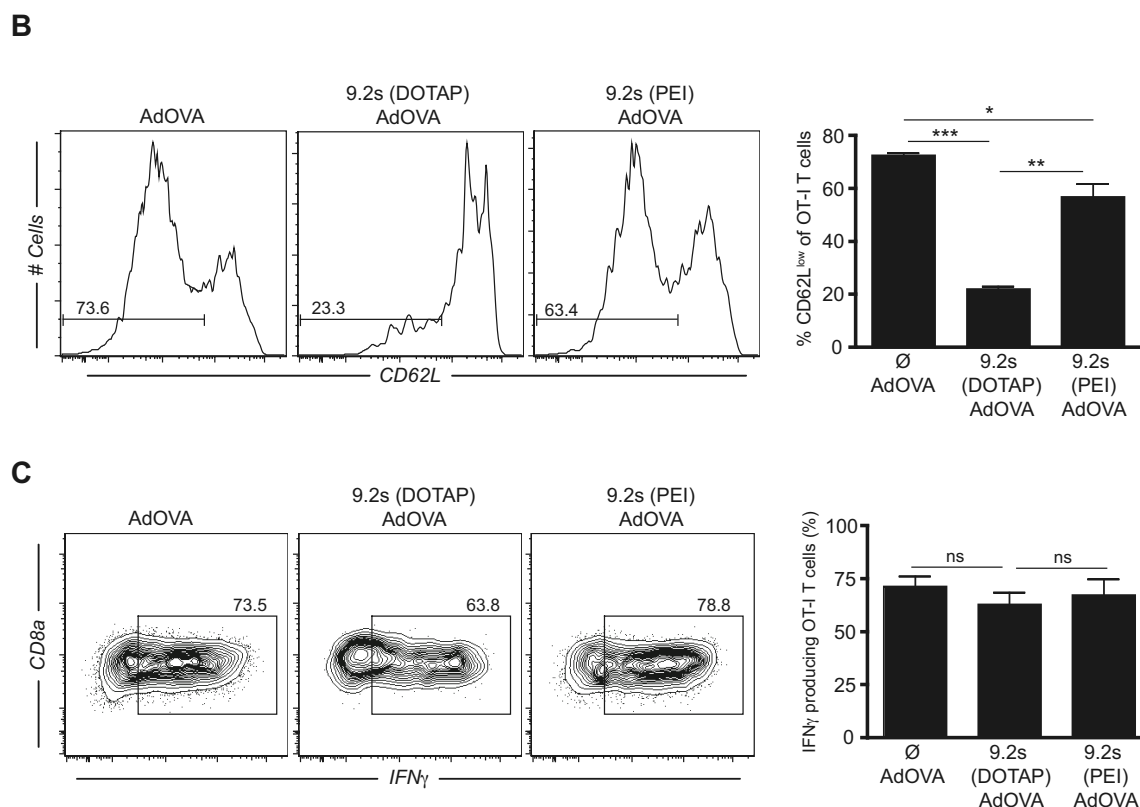 B
9.2s (DOTAP) 9.2s (PEI)
AdOVA AdOVA AdOVA
# Cells
73.6
23.3
63.4
CD62L
% CD62Llow of OT-I T cells
80
60
40
20
0
*
***
**
Ø 9.2s 9.2s
AdOVA (DOTAP) (PEI)
AdOVA AdOVA
C
9.2s (DOTAP) 9.2s (PEI)
AdOVA AdOVA AdOVA
CD8a
73.5
63.8
78.8
IFNγ
IFNγ producing OT-I T cells (%)
100
75
50
25
0
ns ns
Ø 9.2s 9.2s
AdOVA (DOTAP) (PEI)
AdOVA AdOVA